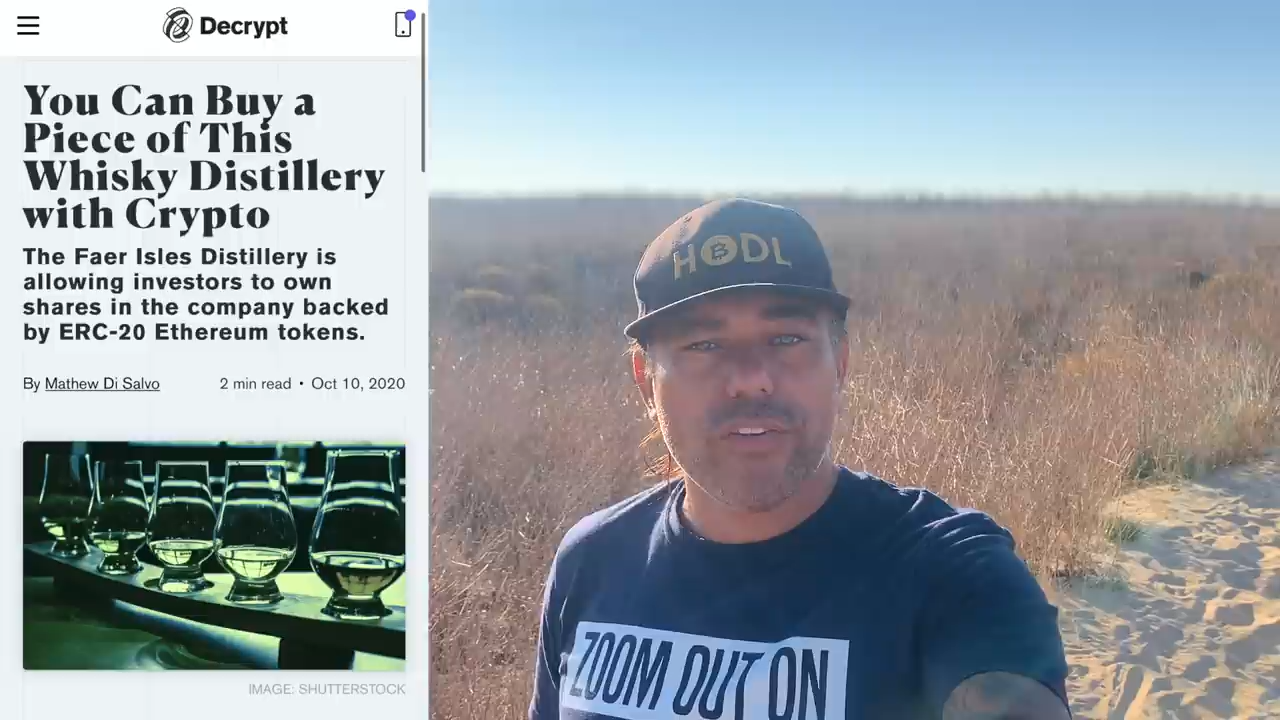 Decrypt
You Can Buy a
Piece of This
Whisky Distillery
with Crypto
The Faer Isles Distillery is
allowing investors to own
shares in the company backed
by ERC-20 Ethereum tokens.
By Mathew Di Salvo 2 min read • Oct 10, 2020
IMAGE: SHUTTERSTOCK
HODL
ZOOM OUT ON